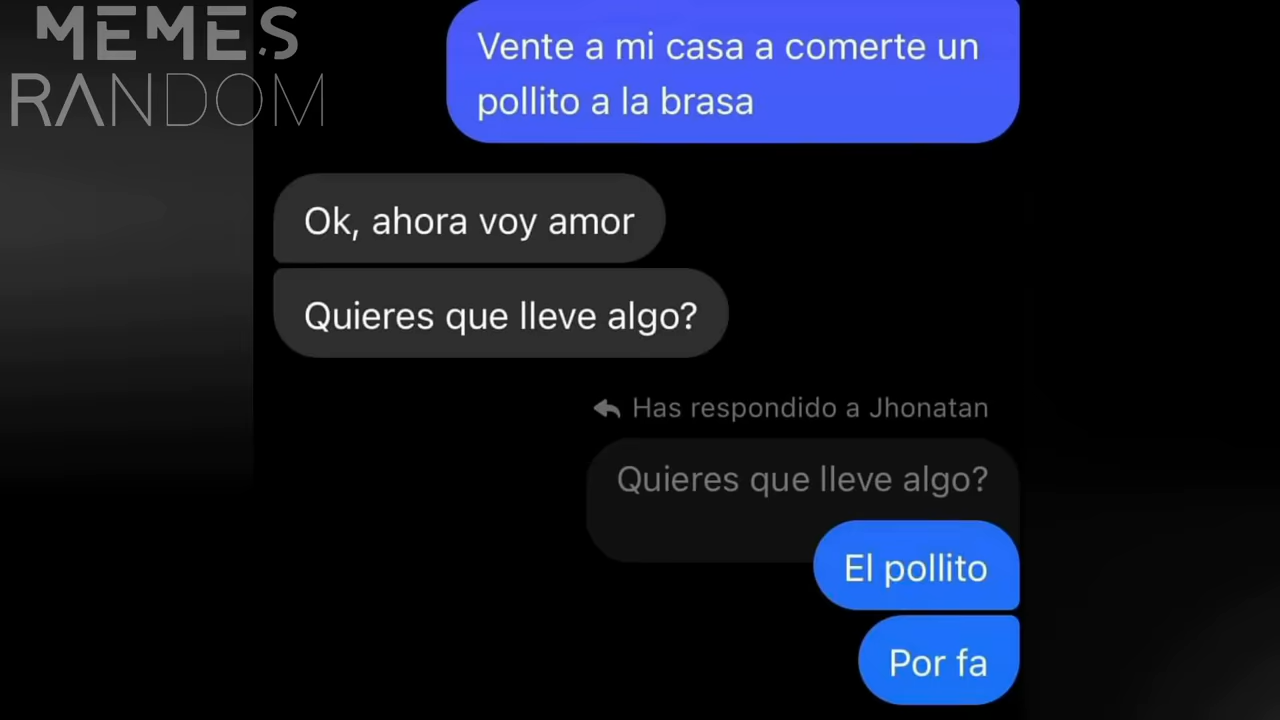 MEMES
RANDOM
Vente a mi casa a comerte un
pollito a la brasa
Ok, ahora voy amor
Quieres que lleve algo?
Has respondido a Jhonatan
Quieres que lleve algo?
El pollito
Por fa